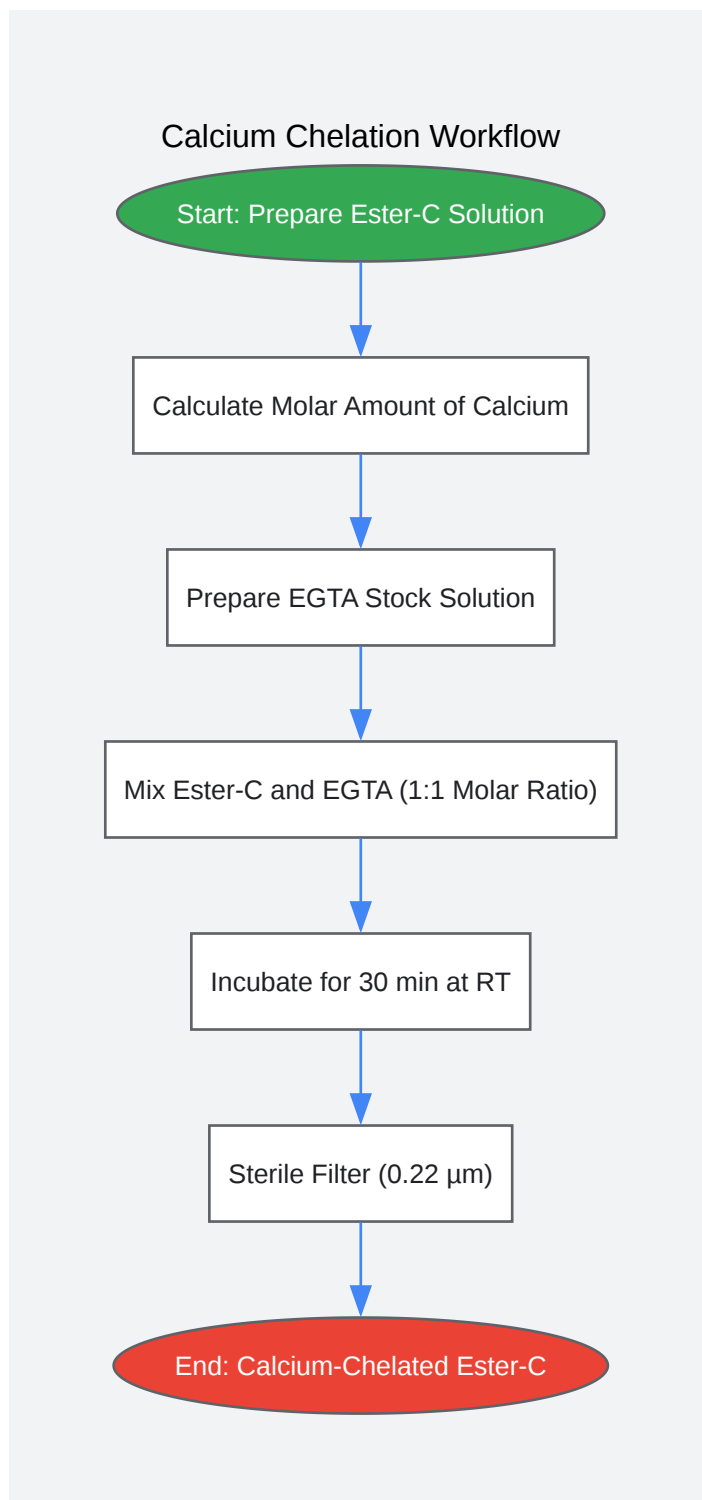 Calcium Chelation Workflow
Start: Prepare Ester-C Solution
Calculate Molar Amount of Calcium
Prepare EGTA Stock Solution
Mix Ester-C and EGTA (1:1 Molar Ratio)
Incubate for 30 min at RT
Sterile Filter (0.22 µm)
End: Calcium-Chelated Ester-C